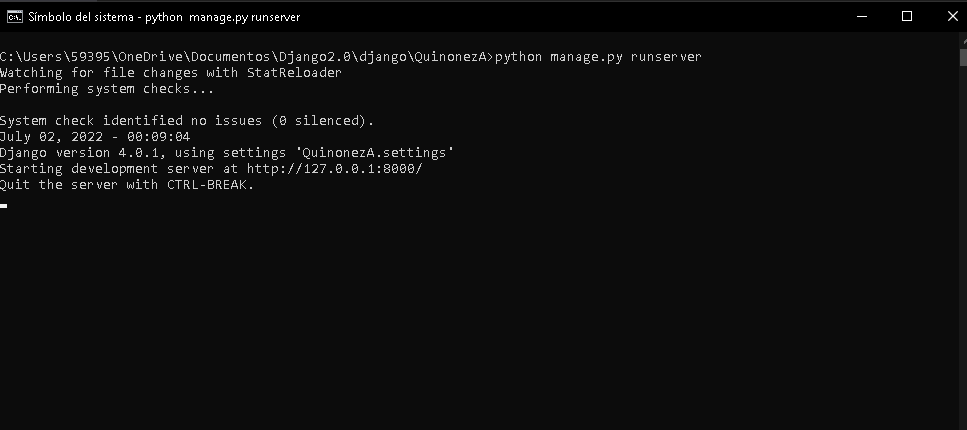 Símbolo del sistema - python  manage.py runserver
C:\Users\59395\OneDrive\Documentos\Django2.0\django\QuinonezA>python manage.py runserver
Watching for file changes with StatReloader
Performing system checks...
System check identified no issues (0 silenced).
July 02, 2022 - 00:09:04
Django version 4.0.1, using settings 'QuinonezA.settings'
Starting development server at http://127.0.0.1:8000/
Quit the server with CTRL-BREAK.